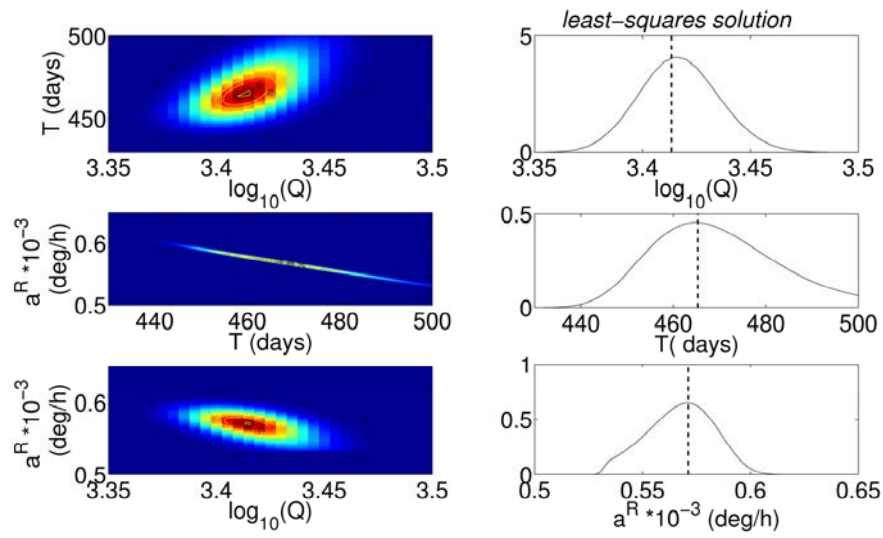 least-squares solution
500
450
T (days)
3.35 3.4 3.45 3.5
log10(Q)
5
0
3.35 3.4 3.45 3.5
log10(Q)
0.6
0.5
aR *10-3
(deg/h)
440 460 480 500
T (days)
0.5
0
440 460 480 500
T( days)
0.6
0.5
aR *10-3
(deg/h)
3.35 3.4 3.45 3.5
log10(Q)
1
0.5
0
0.5 0.55 0.6 0.65
aR *10-3 (deg/h)